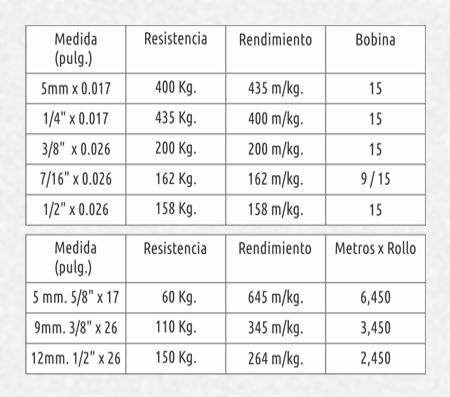 Medida (pulg.) Resistencia Rendimiento Bobina
5mm x 0.017 400 Kg. 435 m/kg. 15
1/4" x 0.017 435 Kg. 400 m/kg. 15
3/8" x 0.026 200 Kg. 200 m/kg. 15
7/16" x 0.026 162 Kg. 162 m/kg. 9 / 15
1/2" x 0.026 158 Kg. 158 m/kg. 15
Medida (pulg.) Resistencia Rendimiento Metros x Rollo
5 mm. 5/8" x 17 60 Kg. 645 m/kg. 6,450
9mm. 3/8" x 26 110 Kg. 345 m/kg. 3,450
12mm. 1/2" x 26 150 Kg. 264 m/kg. 2,450